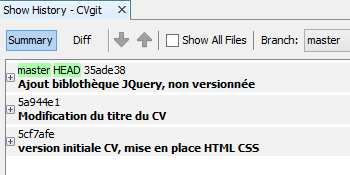 Show History - CVgit
Summary Diff Show All Files Branch: master
master HEAD 35ade38
Ajout biblothèque JQuery, non versionnée
5a944e1
Modification du titre du CV
5cf7afe
version initiale CV, mise en place HTML CSS